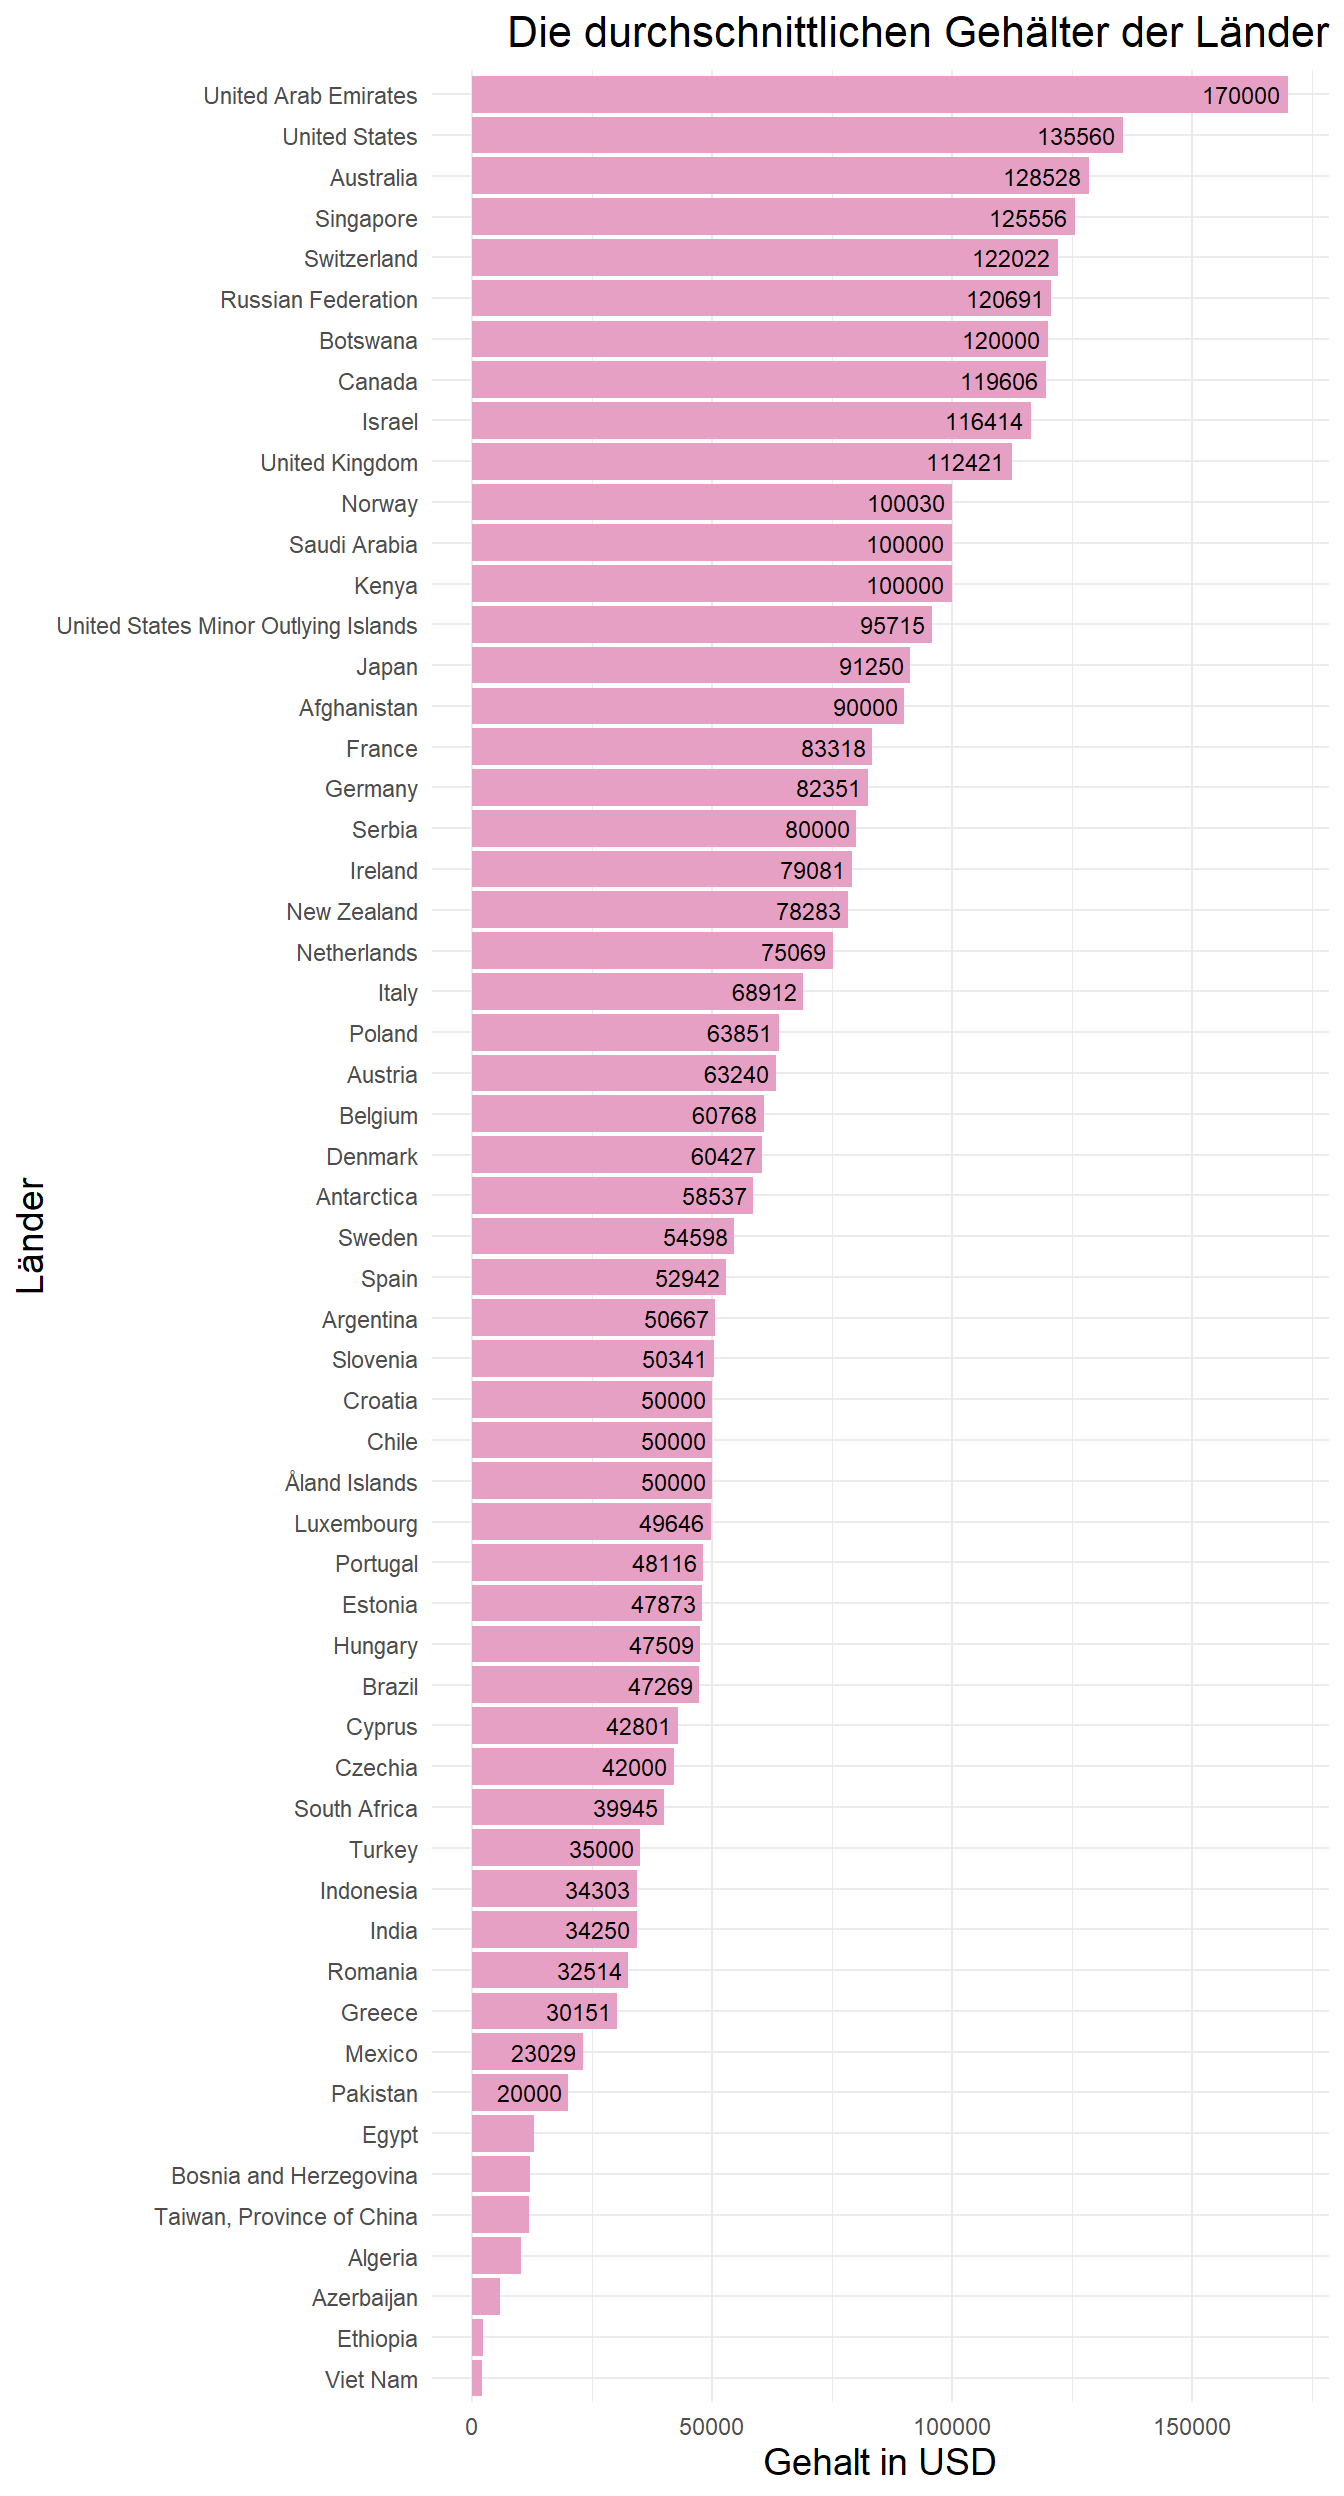 Die durchschnittlichen Gehälter der Länder
United Arab Emirates 170000
United States 135560
Australia 128528
Singapore 125556
Switzerland 122022
Russian Federation 120691
Botswana 120000
Canada 119606
Israel 116414
United Kingdom 112421
Norway 100030
Saudi Arabia 100000
Kenya 100000
United States Minor Outlying Islands 95715
Japan 91250
Afghanistan 90000
France 83318
Germany 82351
Serbia 80000
Ireland 79081
New Zealand 78283
Netherlands 75069
Italy 68912
Poland 63851
Austria 63240
Belgium 60768
Denmark 60427
Antarctica 58537
Sweden 54598
Spain 52942
Argentina 50667
Slovenia 50341
Croatia 50000
Chile 50000
Åland Islands 50000
Luxembourg 49646
Portugal 48116
Estonia 47873
Hungary 47509
Brazil 47269
Cyprus 42801
Czechia 42000
South Africa 39945
Turkey 35000
Indonesia 34303
India 34250
Romania 32514
Greece 30151
Mexico 23029
Pakistan 20000
Egypt
Bosnia and Herzegovina
Taiwan, Province of China
Algeria
Azerbaijan
Ethiopia
Viet Nam
0 50000 100000 150000
Gehalt in USD
Länder